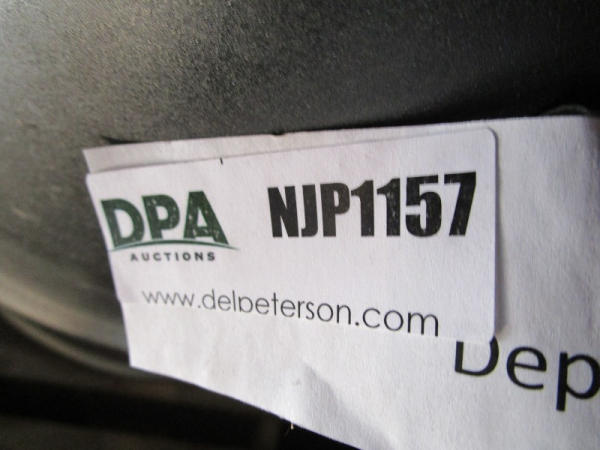 DPA
AUCTIONS
NJP1157
www.delpeterson.com
Dep